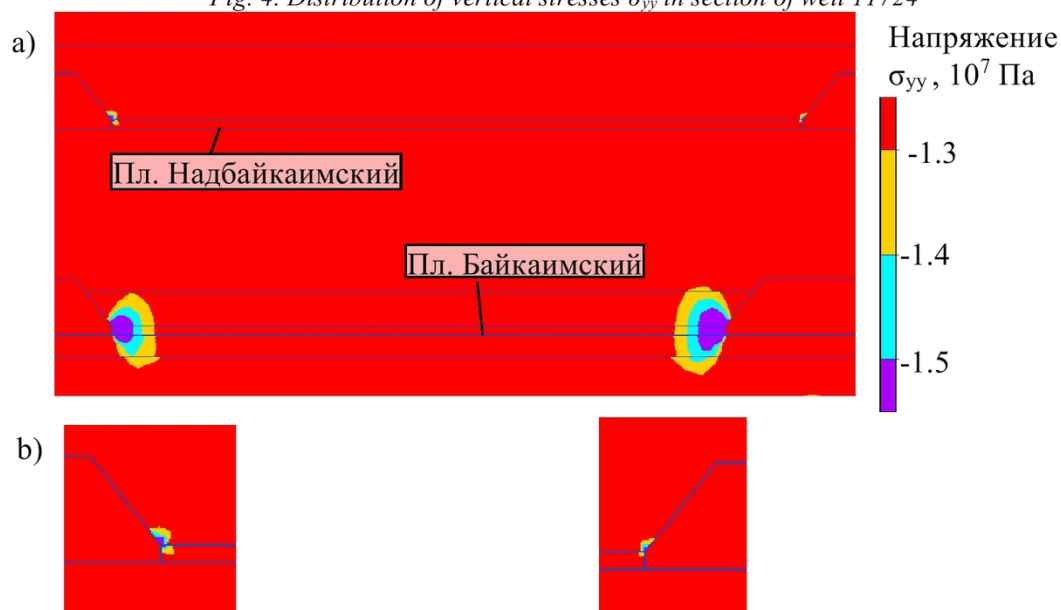 Fig. 4. Distribution of vertical stresses σyy in section of well 11724
a)
Напряжение
σyy , 10⁷ Па
-1.3
-1.4
-1.5
Пл. Надбайкаимский
Пл. Байкаимский
b)